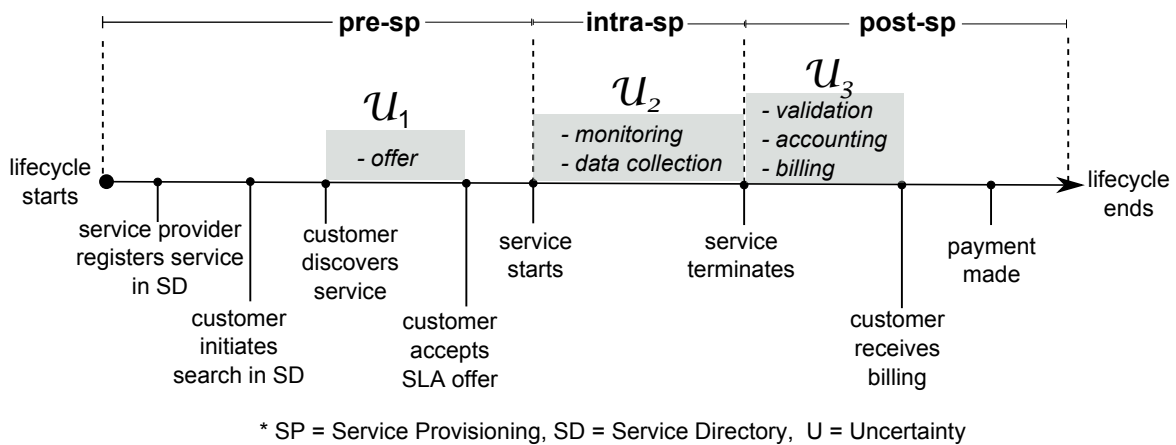 pre-sp
intra-sp
post-sp
U1
- offer
U2
- monitoring
- data collection
U3
- validation
- accounting
- billing
lifecycle
starts
lifecycle
ends
service provider
registers service
in SD
customer
initiates
search in SD
customer
discovers
service
customer
accepts
SLA offer
service
starts
service
terminates
customer
receives
billing
payment
made
* SP = Service Provisioning, SD = Service Directory, U = Uncertainty